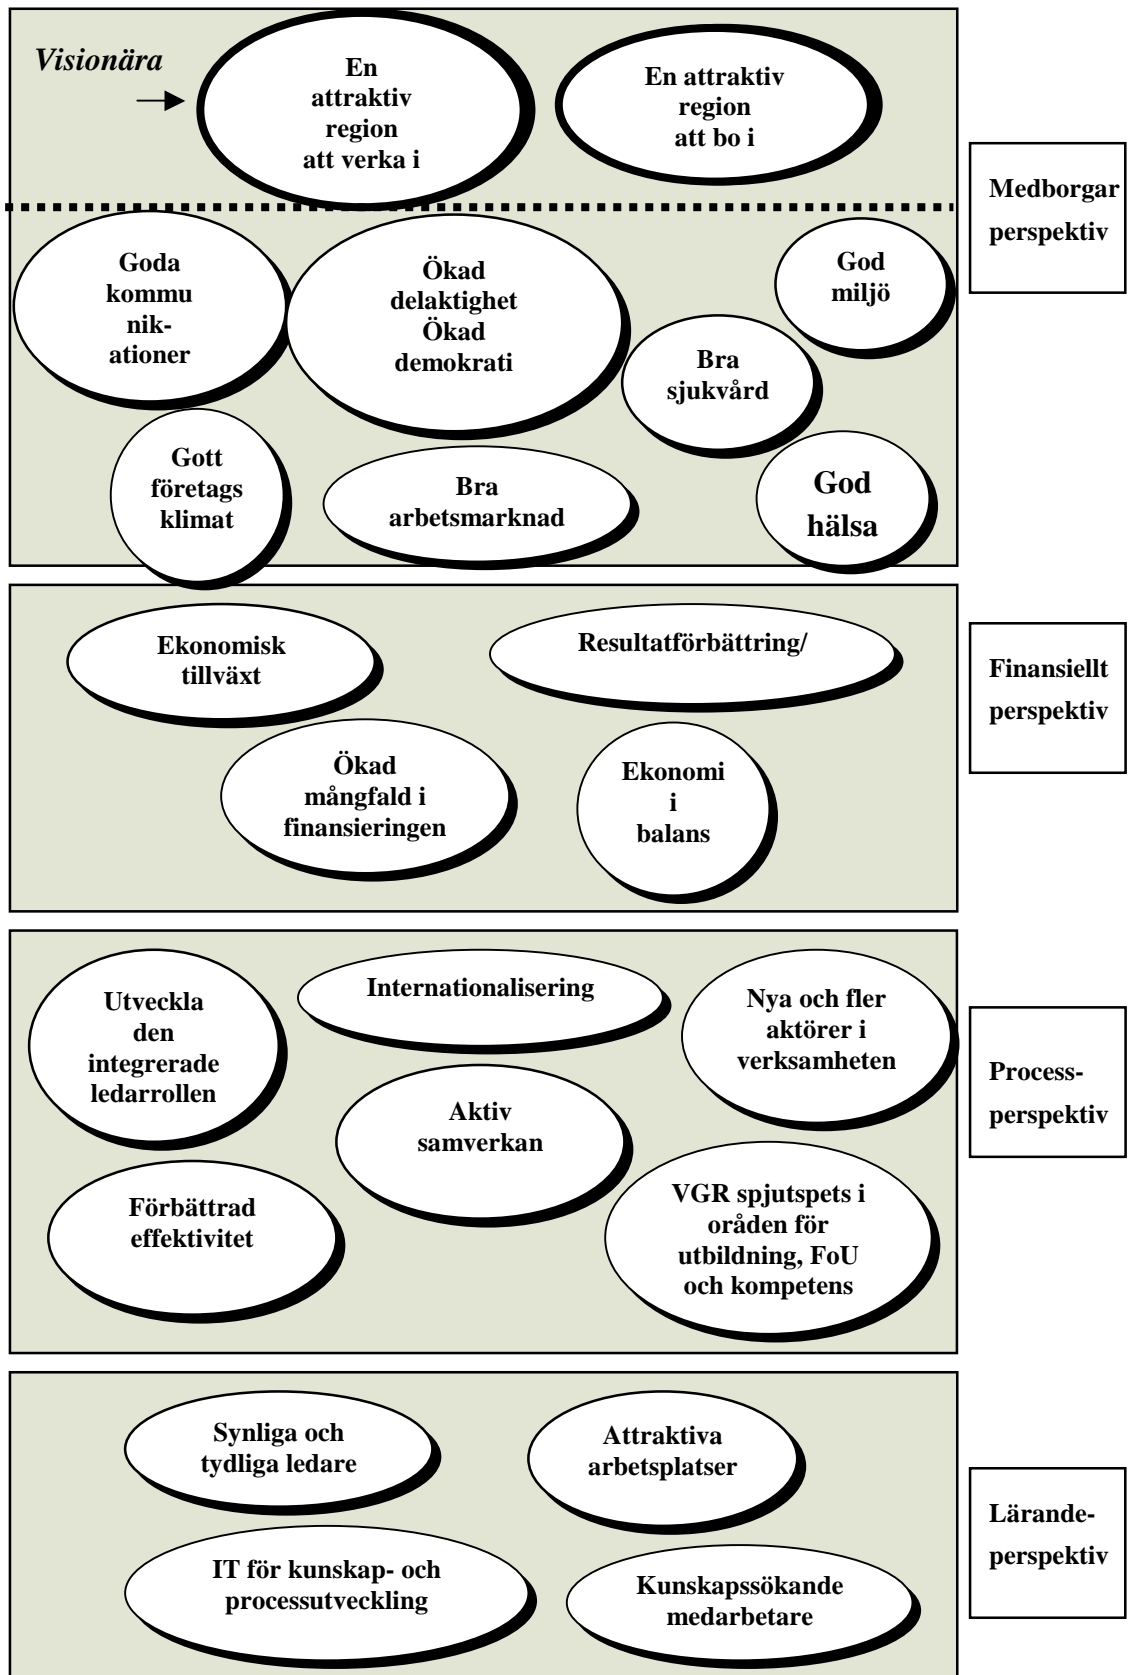 Visionära
En
attraktiv
region
att verka i
En attraktiv
region
att bo i
Medborgar
perspektiv
Goda
kommu
nik-
ationer
Ökad
delaktighet
Ökad
demokrati
God
miljö
Bra
sjukvård
Gott
företags
klimat
Bra
arbetsmarknad
God
hälsa
Ekonomisk
tillväxt
Resultatförbättring/
Finansiellt
perspektiv
Ökad
mångfald i
finansieringen
Ekonomi
i
balans
Utveckla
den
integrerade
ledarrollen
Internationalisering
Nya och fler
aktörer i
verksamheten
Process-
perspektiv
Aktiv
samverkan
Förbättrad
effektivitet
VGR spjutspets i
oråden för
utbildning, FoU
och kompetens
Synliga och
tydliga ledare
Attraktiva
arbetsplatser
Lärande-
perspektiv
IT för kunskap- och
processutveckling
Kunskapssökande
medarbetare